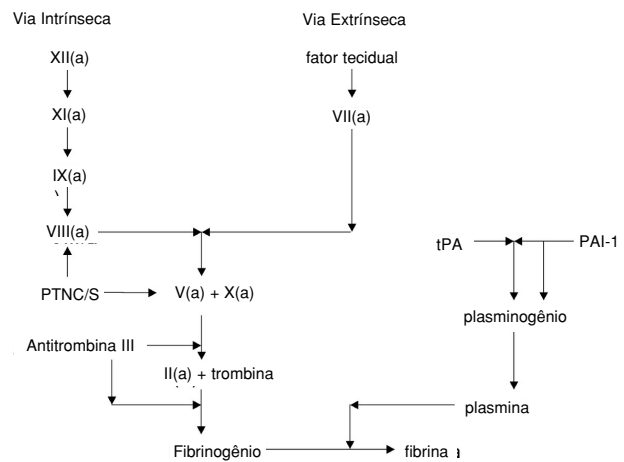 Via Intrínseca
Via Extrínseca
XII(a)
fator tecidual
XI(a)
VII(a)
IX(a)
VIII(a)
tPA
PAI-1
PTNC/S
V(a) + X(a)
plasminogênio
Antitrombina III
II(a) + trombina
plasmina
Fibrinogênio
fibrina